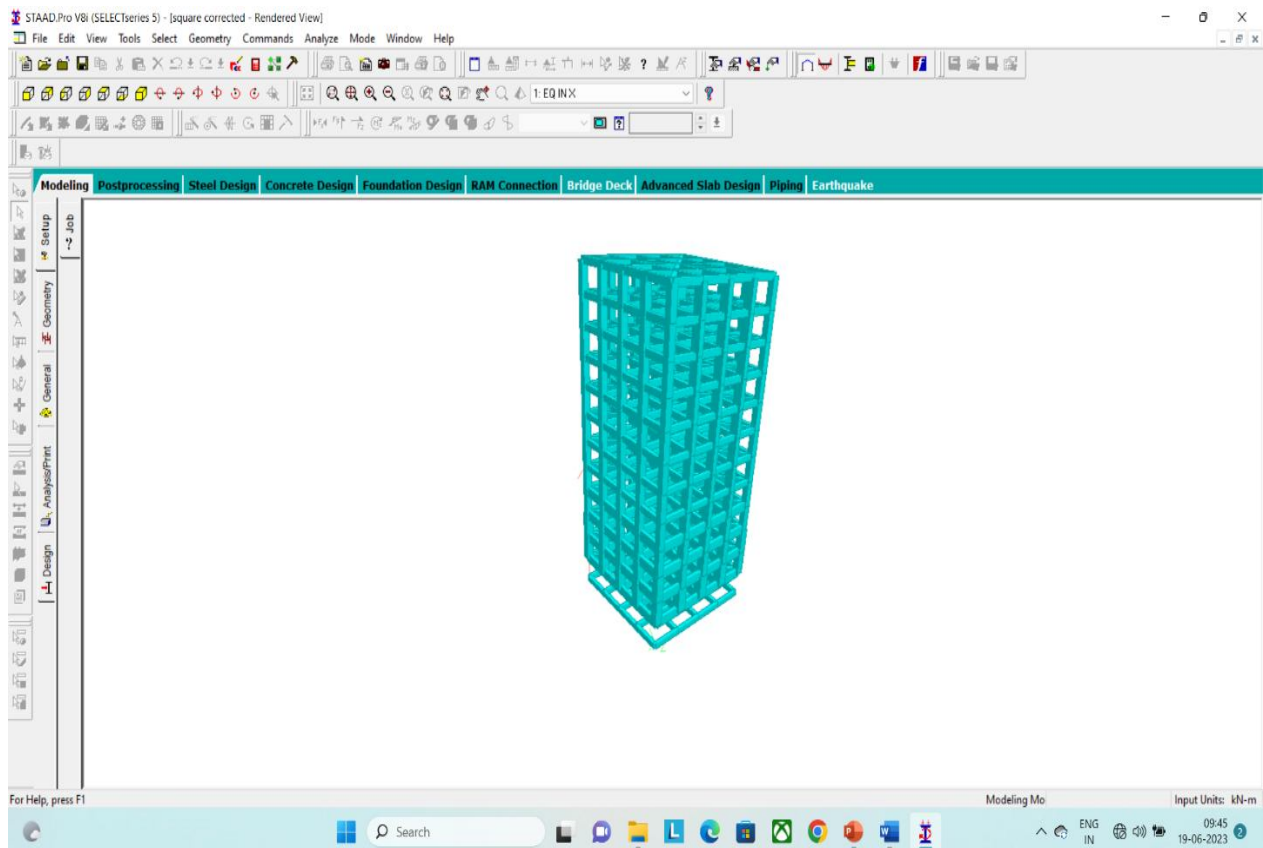 STAAD.Pro V8i (SELECTseries 5) - [square corrected - Rendered View]
File Edit View Tools Select Geometry Commands Analyze Mode Window Help
1: EQ IN X
Modeling Postprocessing Steel Design Concrete Design Foundation Design RAM Connection Bridge Deck Advanced Slab Design Piping Earthquake
Setup
Geometry
General
Analysis/Print
Design
Job
For Help, press F1
Modeling Mo
Input Units: kN-m
Search
ENG
IN
09:45
19-06-2023
2